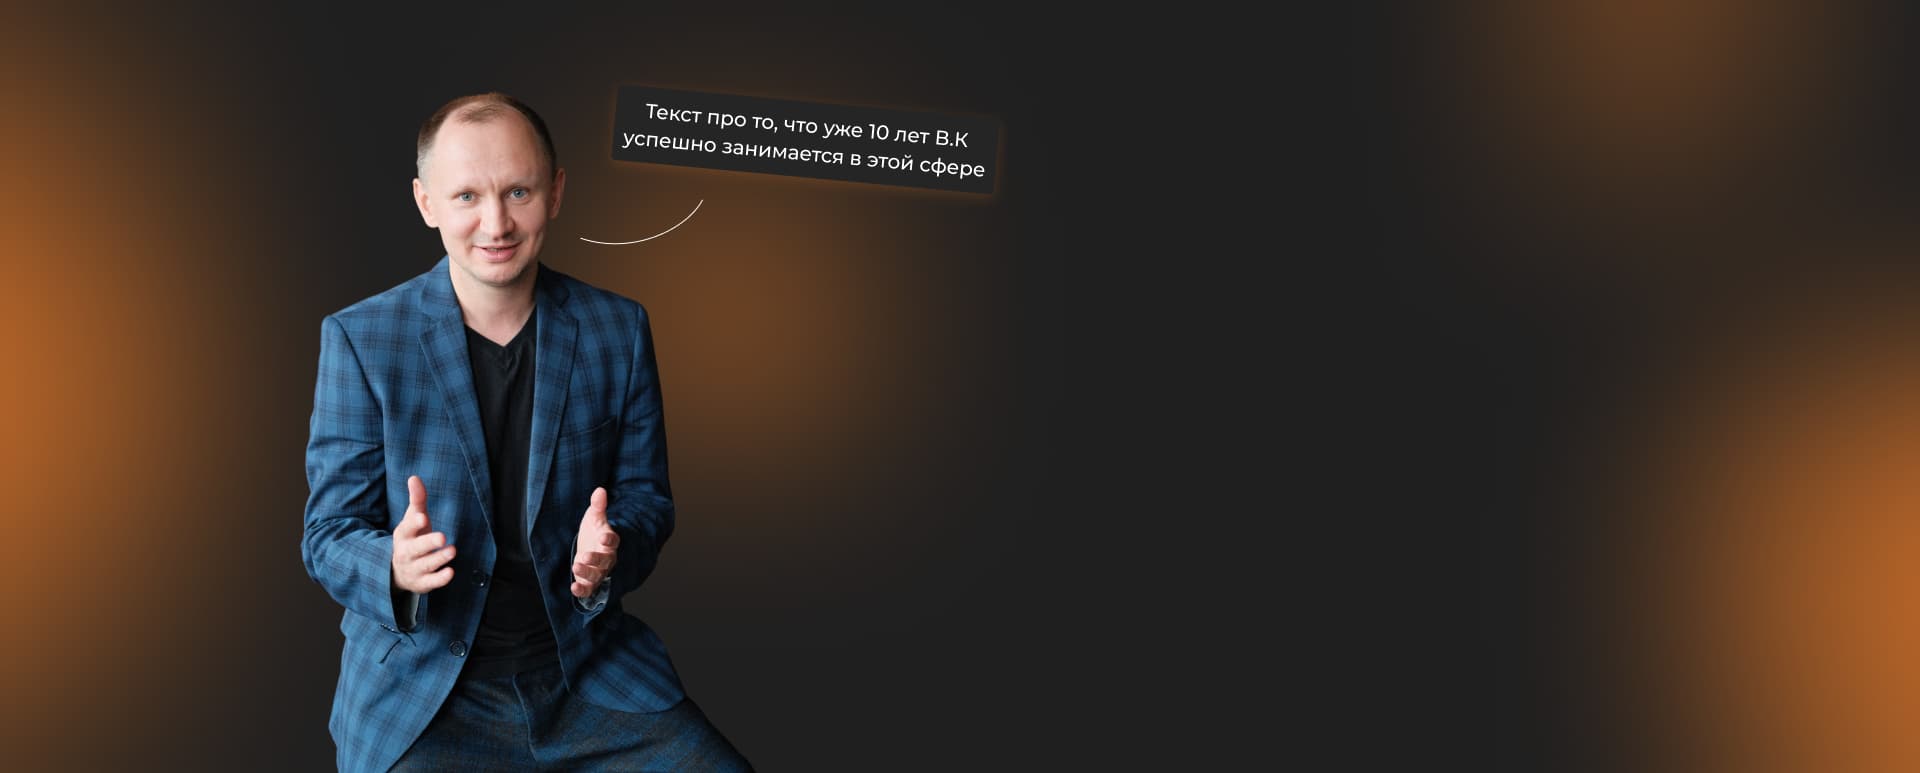 Текст про то, что уже 10 лет В.К
успешно занимается в этой сфере